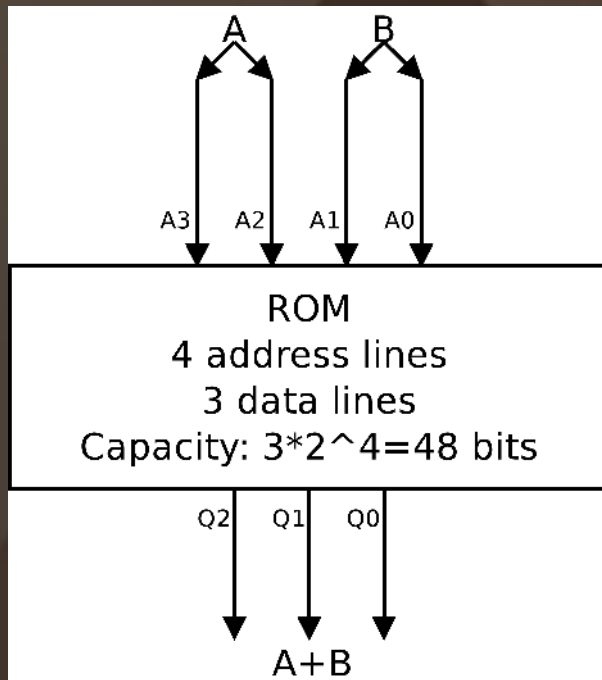 A B
A3 A2 A1 A0
ROM
4 address lines
3 data lines
Capacity: 3*2^4=48 bits
Q2 Q1 Q0
A+B